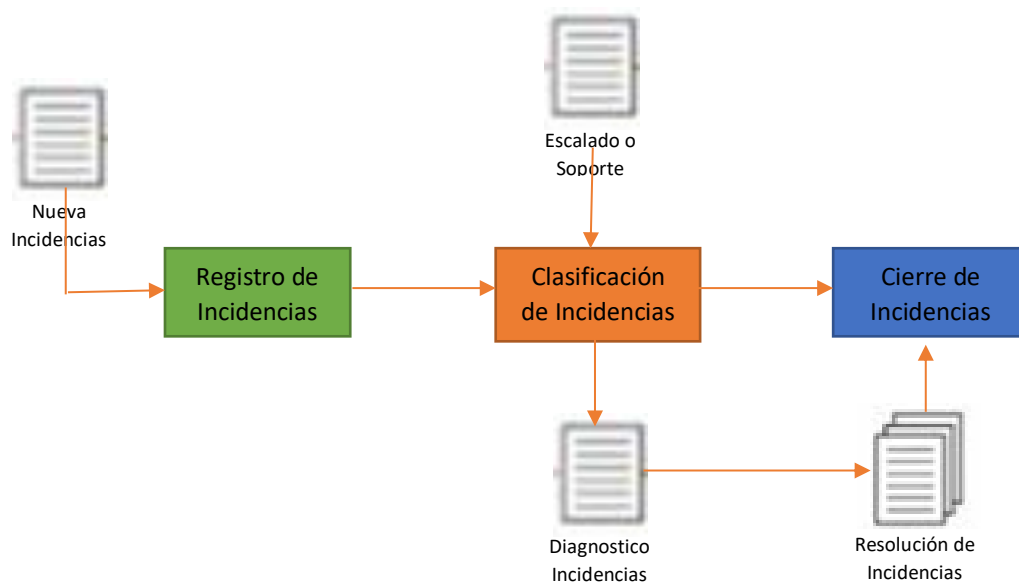 Escalado o
Soporte
Nueva
Incidencias
Registro de
Incidencias
Clasificación
de Incidencias
Cierre de
Incidencias
Diagnostico
Incidencias
Resolución de
Incidencias